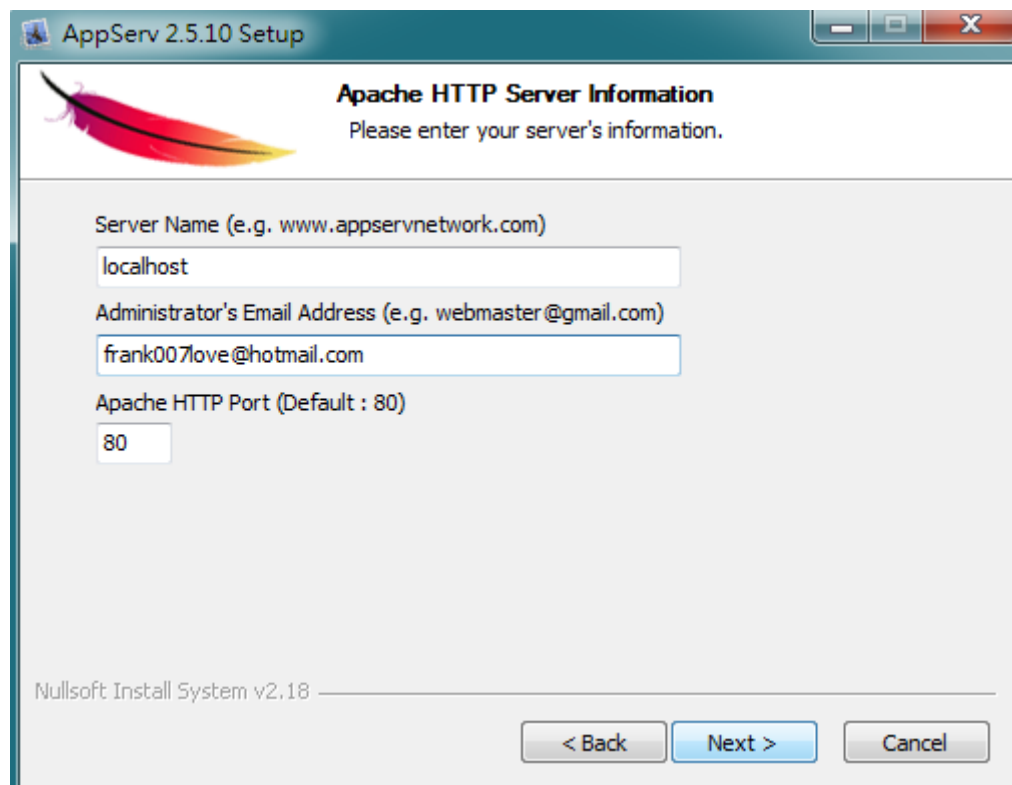 AppServ 2.5.10 Setup
Apache HTTP Server Information
Please enter your server's information.
Server Name (e.g. www.appservnetwork.com)
localhost
Administrator's Email Address (e.g. webmaster@gmail.com)
frank007love@hotmail.com
Apache HTTP Port (Default : 80)
80
Nullsoft Install System v2.18
< Back Next > Cancel